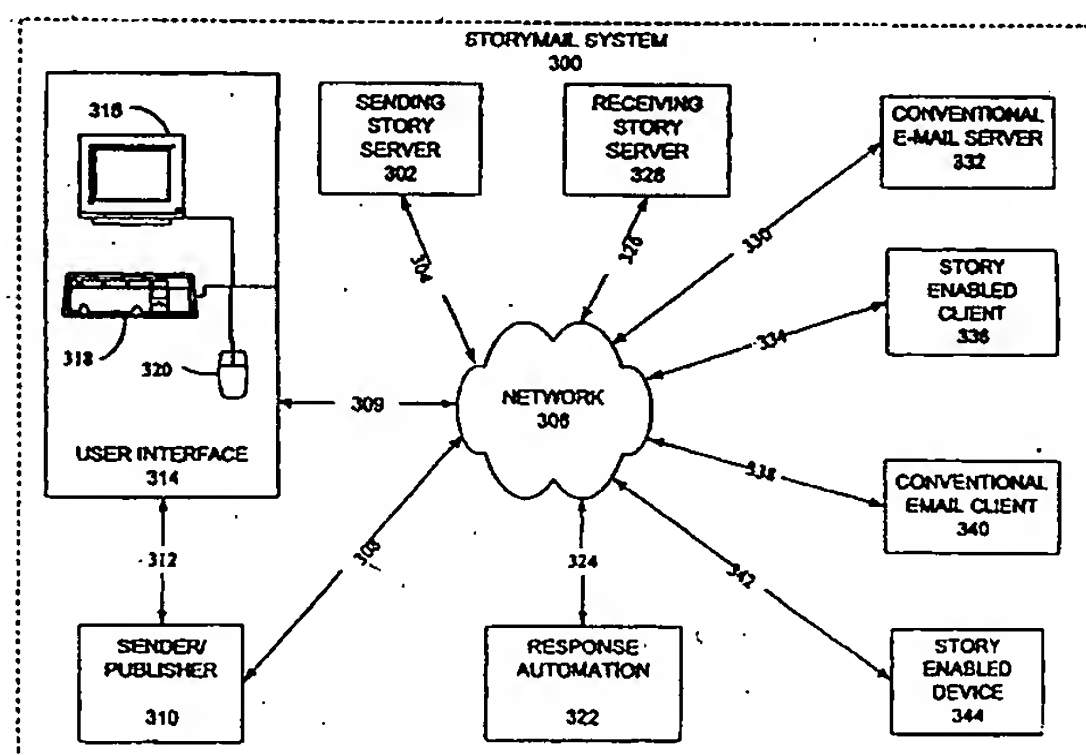 STORYMAIL SYSTEM
300
316
318
320
USER INTERFACE
314
SENDING
STORY
SERVER
302
RECEIVING
STORY
SERVER
328
CONVENTIONAL
E-MAIL SERVER
332
304
326
330
STORY
ENABLED
CLIENT
336
334
309
NETWORK
306
338
CONVENTIONAL
EMAIL CLIENT
340
312
308
324
342
SENDER/
PUBLISHER
310
RESPONSE
AUTOMATION
322
STORY
ENABLED
DEVICE
344